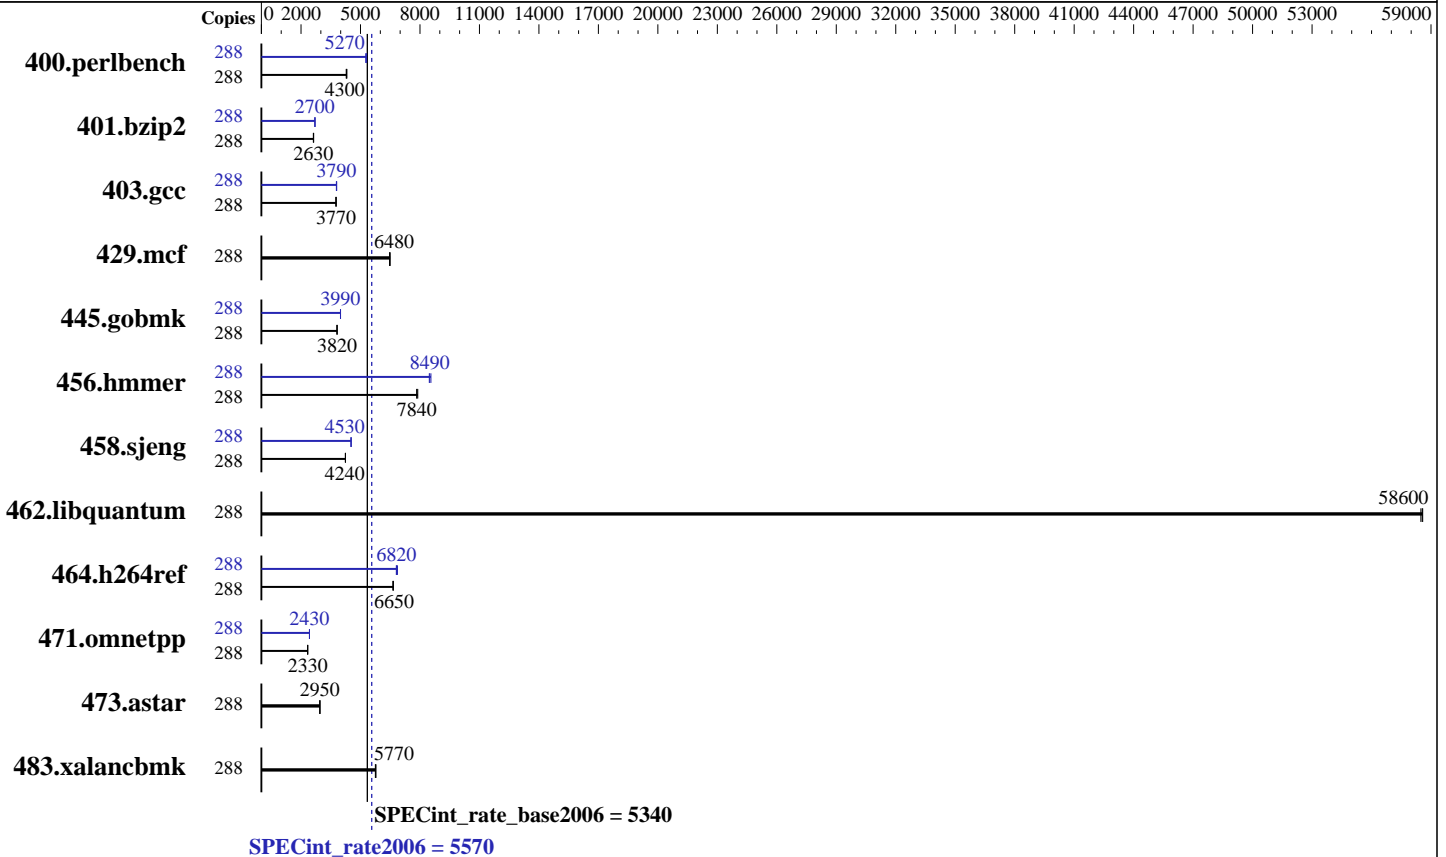 Copies 0 2000 5000 8000 11000 14000 17000 20000 23000 26000 29000 32000 35000 38000 41000 44000 47000 50000 53000 59000
400.perlbench 288 5270
288 4300
401.bzip2 288 2700
288 2630
403.gcc 288 3790
288 3770
429.mcf 288 6480
445.gobmk 288 3990
288 3820
456.hmmer 288 8490
288 7840
458.sjeng 288 4530
288 4240
462.libquantum 288 58600
464.h264ref 288 6820
288 6650
471.omnetpp 288 2430
288 2330
473.astar 288 2950
483.xalancbmk 288 5770
SPECint_rate_base2006 = 5340
SPECint_rate2006 = 5570